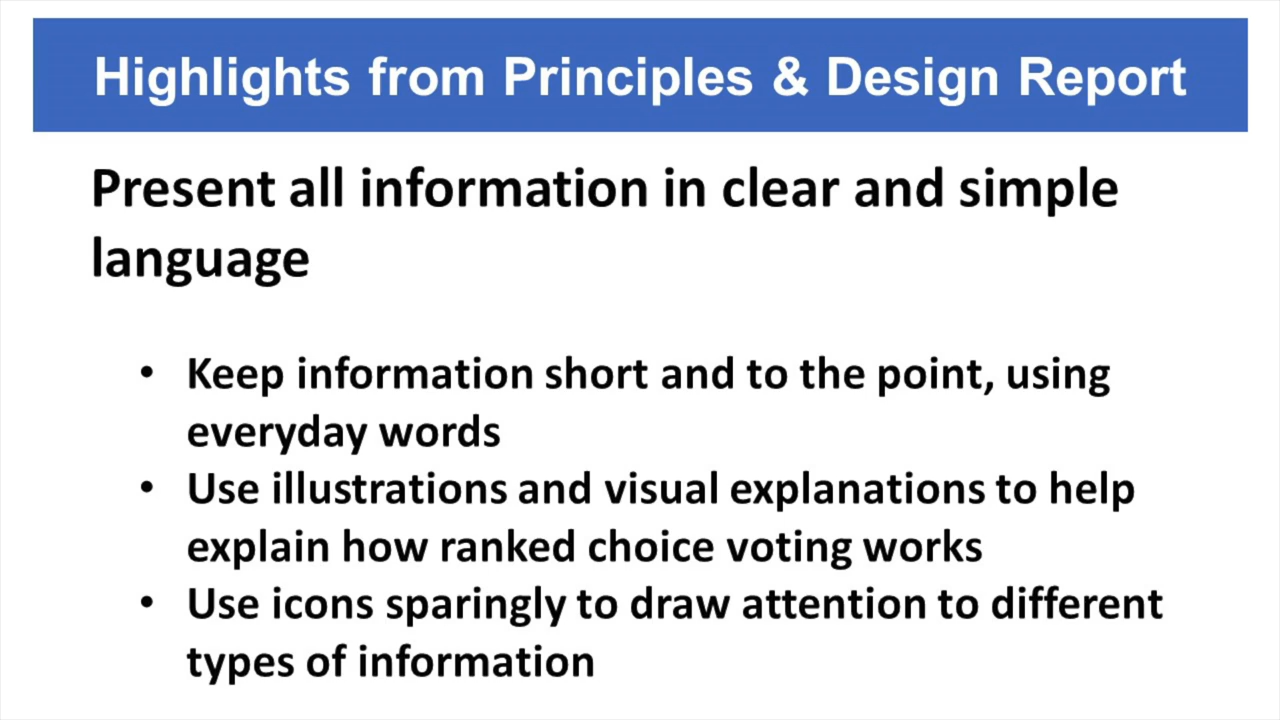 Highlights from Principles & Design Report
Present all information in clear and simple
language
• Keep information short and to the point, using
everyday words
• Use illustrations and visual explanations to help
explain how ranked choice voting works
• Use icons sparingly to draw attention to different
types of information